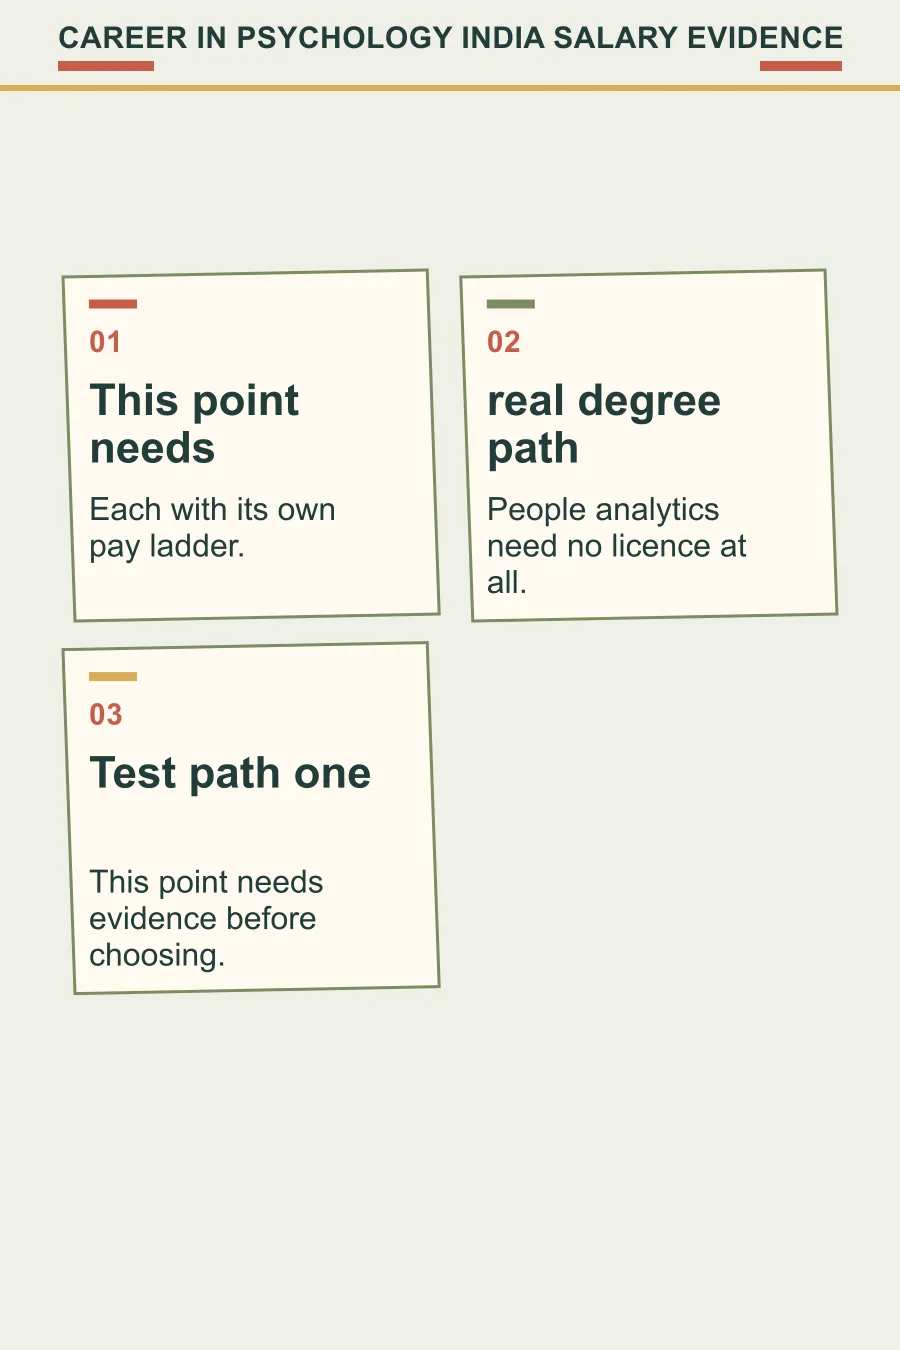 CAREER IN PSYCHOLOGY INDIA SALARY EVIDENCE
01
This point
needs
Each with its own
pay ladder.
02
real degree
path
People analytics
need no licence at
all.
03
Test path one
This point needs
evidence before
choosing.